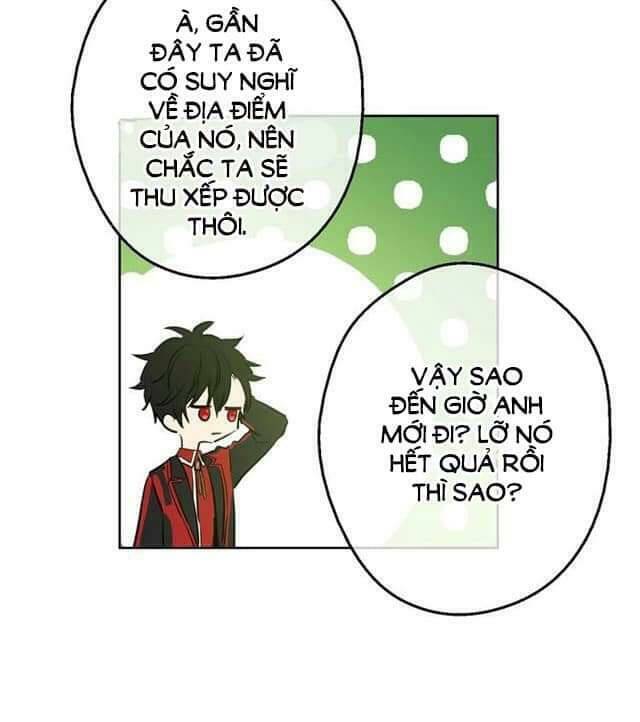 À, GẦN
ĐÂY TA ĐÃ
CÓ SUY NGHĨ
VỀ ĐỊA ĐIỂM
CỦA NÓ, NÊN
CHẮC TA SẼ
THU XẾP ĐƯỢC
THÔI.
VẬY SAO
ĐẾN GIỜ ANH
MỚI ĐI? LỠ NÓ
HẾT QUẢ RỒI
THÌ SAO?